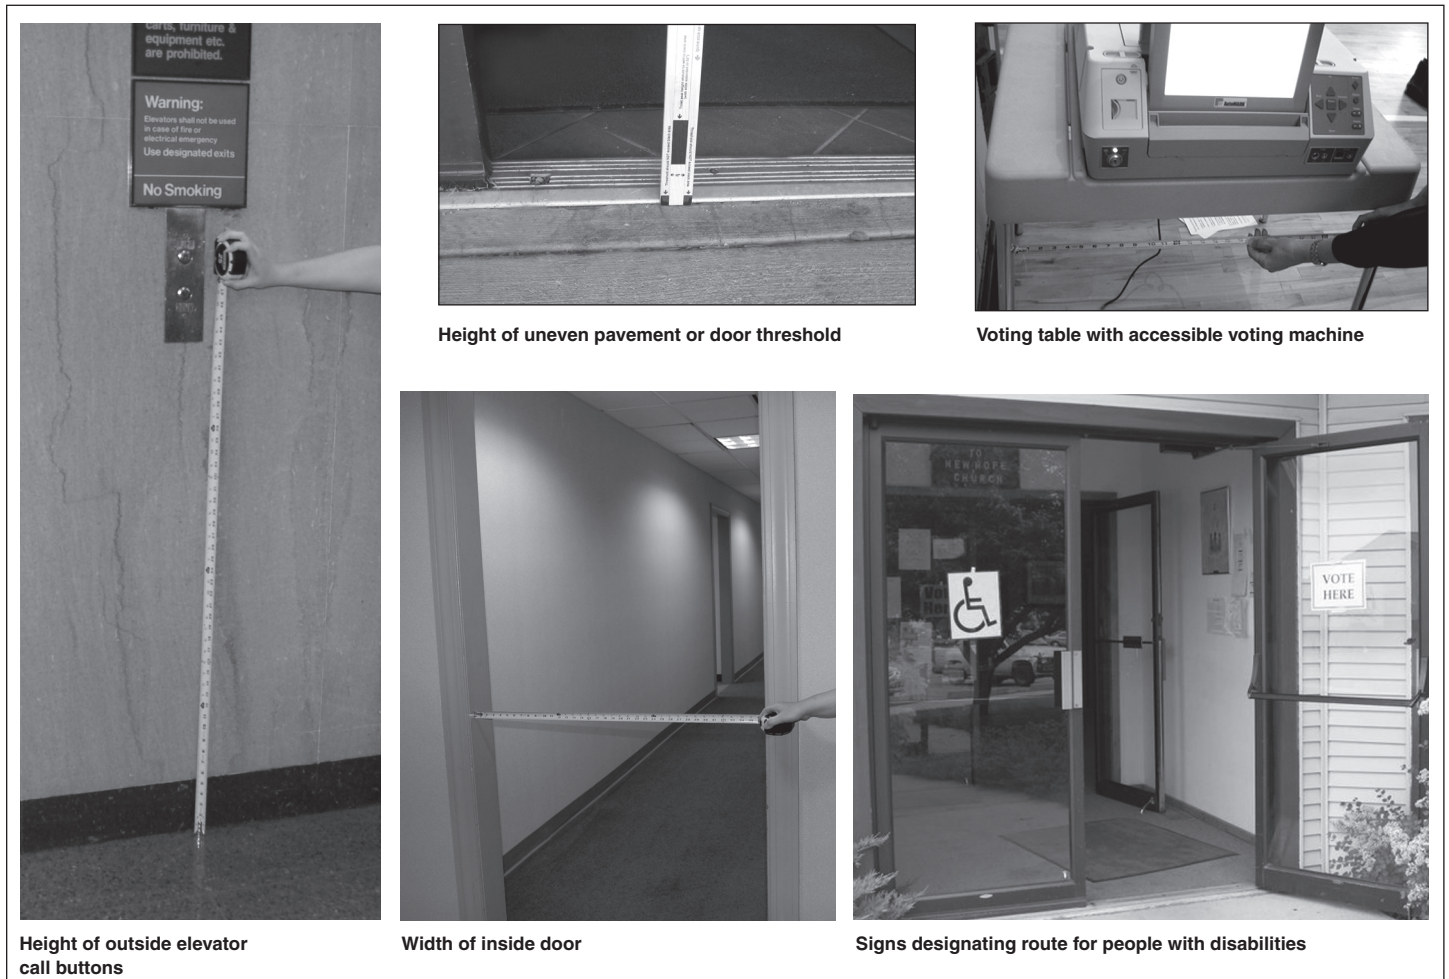 carts, furniture &
equipment etc.
are prohibited.
Warning:
Elevators shall not be used
in case of fire or
electrical emergency
Use designated exits
No Smoking
Height of uneven pavement or door threshold
AutoMARK
Voting table with accessible voting machine
Height of outside elevator
call buttons
Width of inside door
TO
NEW HOPE
CHURCH
VOTE
HERE
Signs designating route for people with disabilities